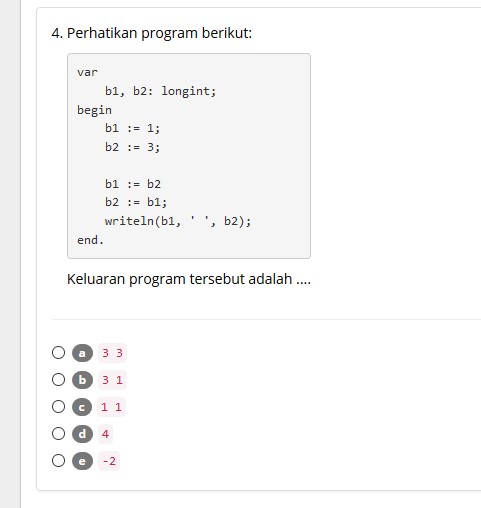 4. Perhatikan program berikut:
var
    b1, b2: longint;
begin
    b1 := 1;
    b2 := 3;

    b1 := b2
    b2 := b1;
    writeln(b1, ' ', b2);
end.
Keluaran program tersebut adalah ....
a 3 3
b 3 1
c 1 1
d 4
e -2